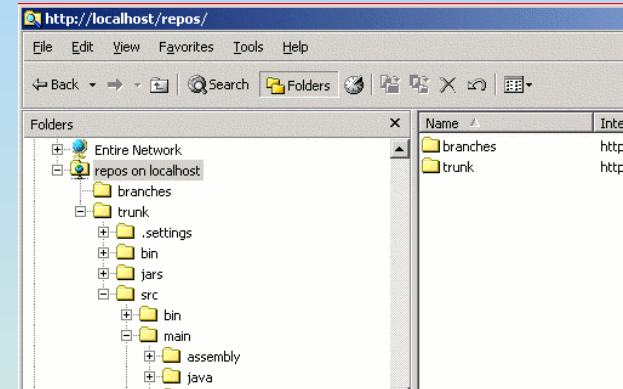 http://localhost/repos/
File Edit View Favorites Tools Help
Back Search Folders
Folders
Name Inte
Entire Network
repos on localhost
branches
trunk
.settings
bin
jars
src
bin
main
assembly
java
branches http
trunk http